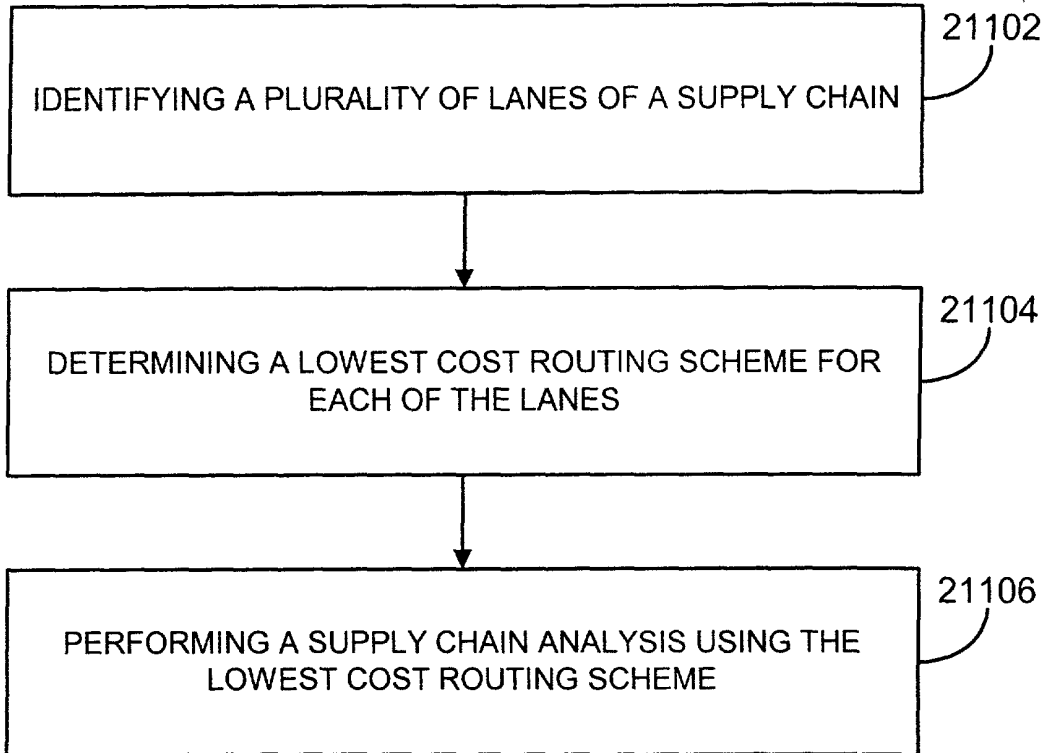 21102
IDENTIFYING A PLURALITY OF LANES OF A SUPPLY CHAIN
21104
DETERMINING A LOWEST COST ROUTING SCHEME FOR
EACH OF THE LANES
21106
PERFORMING A SUPPLY CHAIN ANALYSIS USING THE
LOWEST COST ROUTING SCHEME